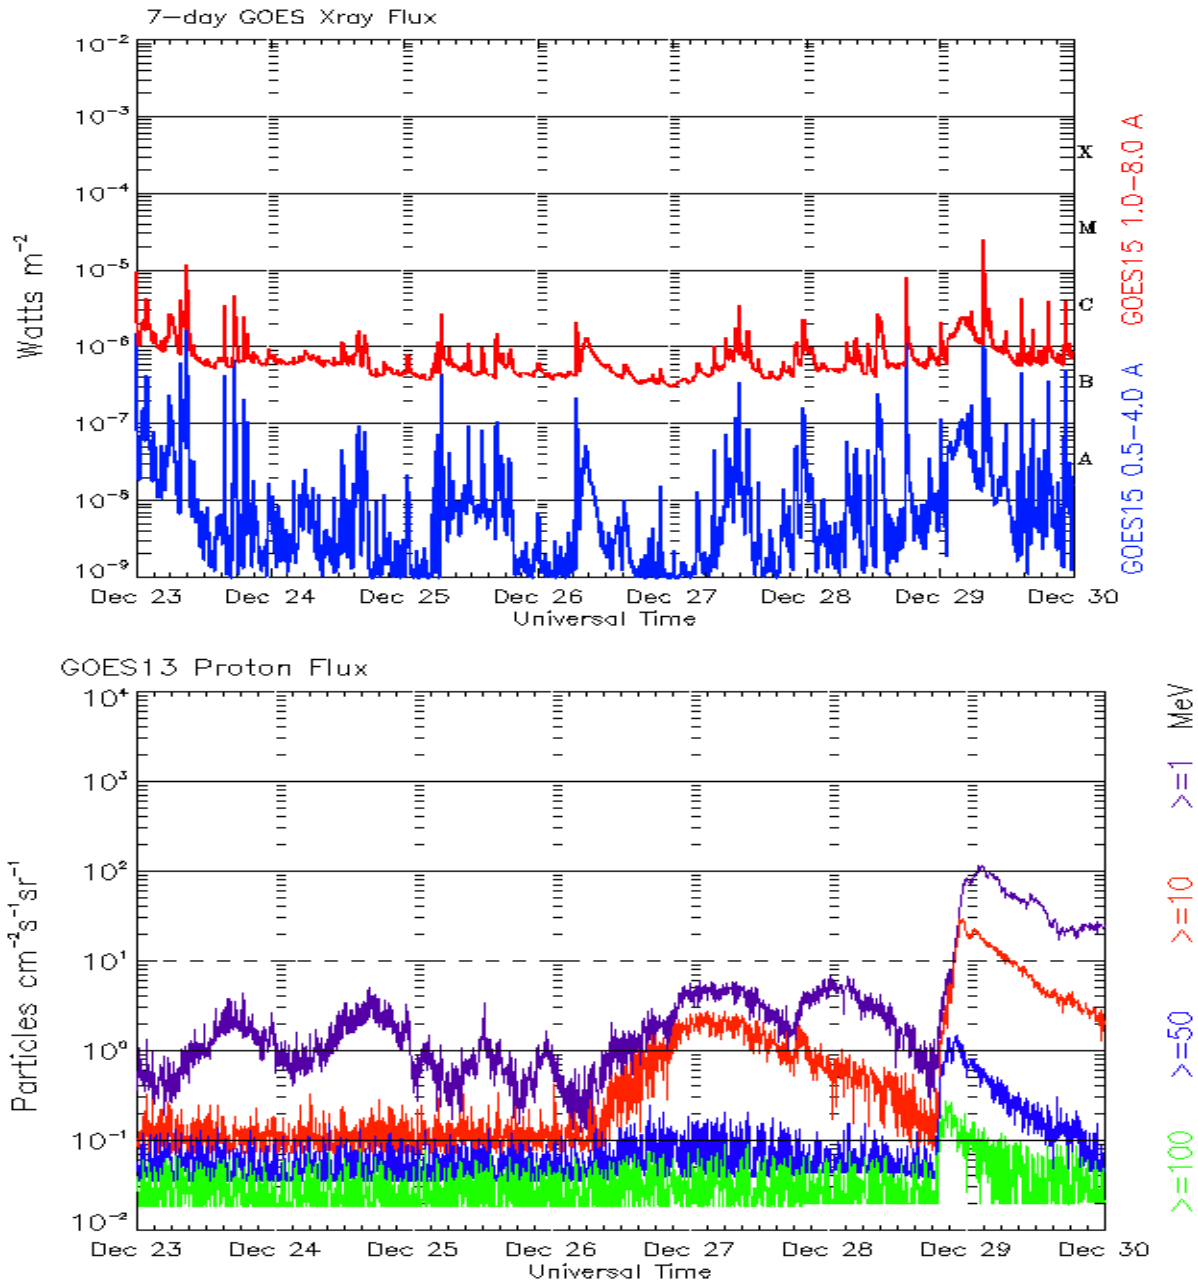 7-day GOES Xray Flux
10⁻²
10⁻³
10⁻⁴
10⁻⁵
10⁻⁶
10⁻⁷
10⁻⁸
10⁻⁹
Watts m⁻²
X
M
C
B
A
GOES15 1.0-8.0 A
GOES15 0.5-4.0 A
Dec 23 Dec 24 Dec 25 Dec 26 Dec 27 Dec 28 Dec 29 Dec 30
Universal Time
GOES13 Proton Flux
10⁴
10³
10²
10¹
10⁰
10⁻¹
10⁻²
Particles cm⁻²s⁻¹sr⁻¹
MeV
>=1
>=10
>=50
>=100
Dec 23 Dec 24 Dec 25 Dec 26 Dec 27 Dec 28 Dec 29 Dec 30
Universal Time